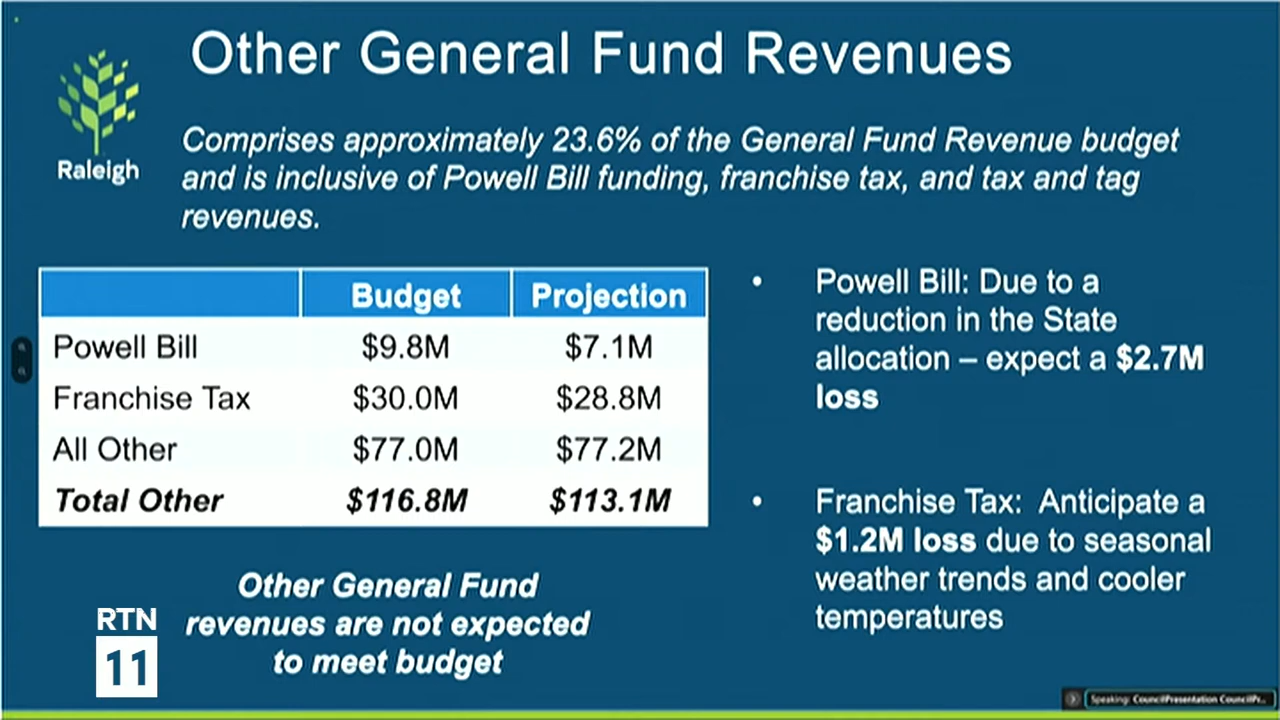 Other General Fund Revenues
Raleigh
Comprises approximately 23.6% of the General Fund Revenue budget
and is inclusive of Powell Bill funding, franchise tax, and tax and tag
revenues.
Budget Projection
Powell Bill $9.8M $7.1M
Franchise Tax $30.0M $28.8M
All Other $77.0M $77.2M
Total Other $116.8M $113.1M
• Powell Bill: Due to a
reduction in the State
allocation – expect a $2.7M
loss
• Franchise Tax: Anticipate a
$1.2M loss due to seasonal
weather trends and cooler
temperatures
Other General Fund
revenues are not expected
to meet budget
RTN
11
Speaking: CouncilPresentation CouncilPr...